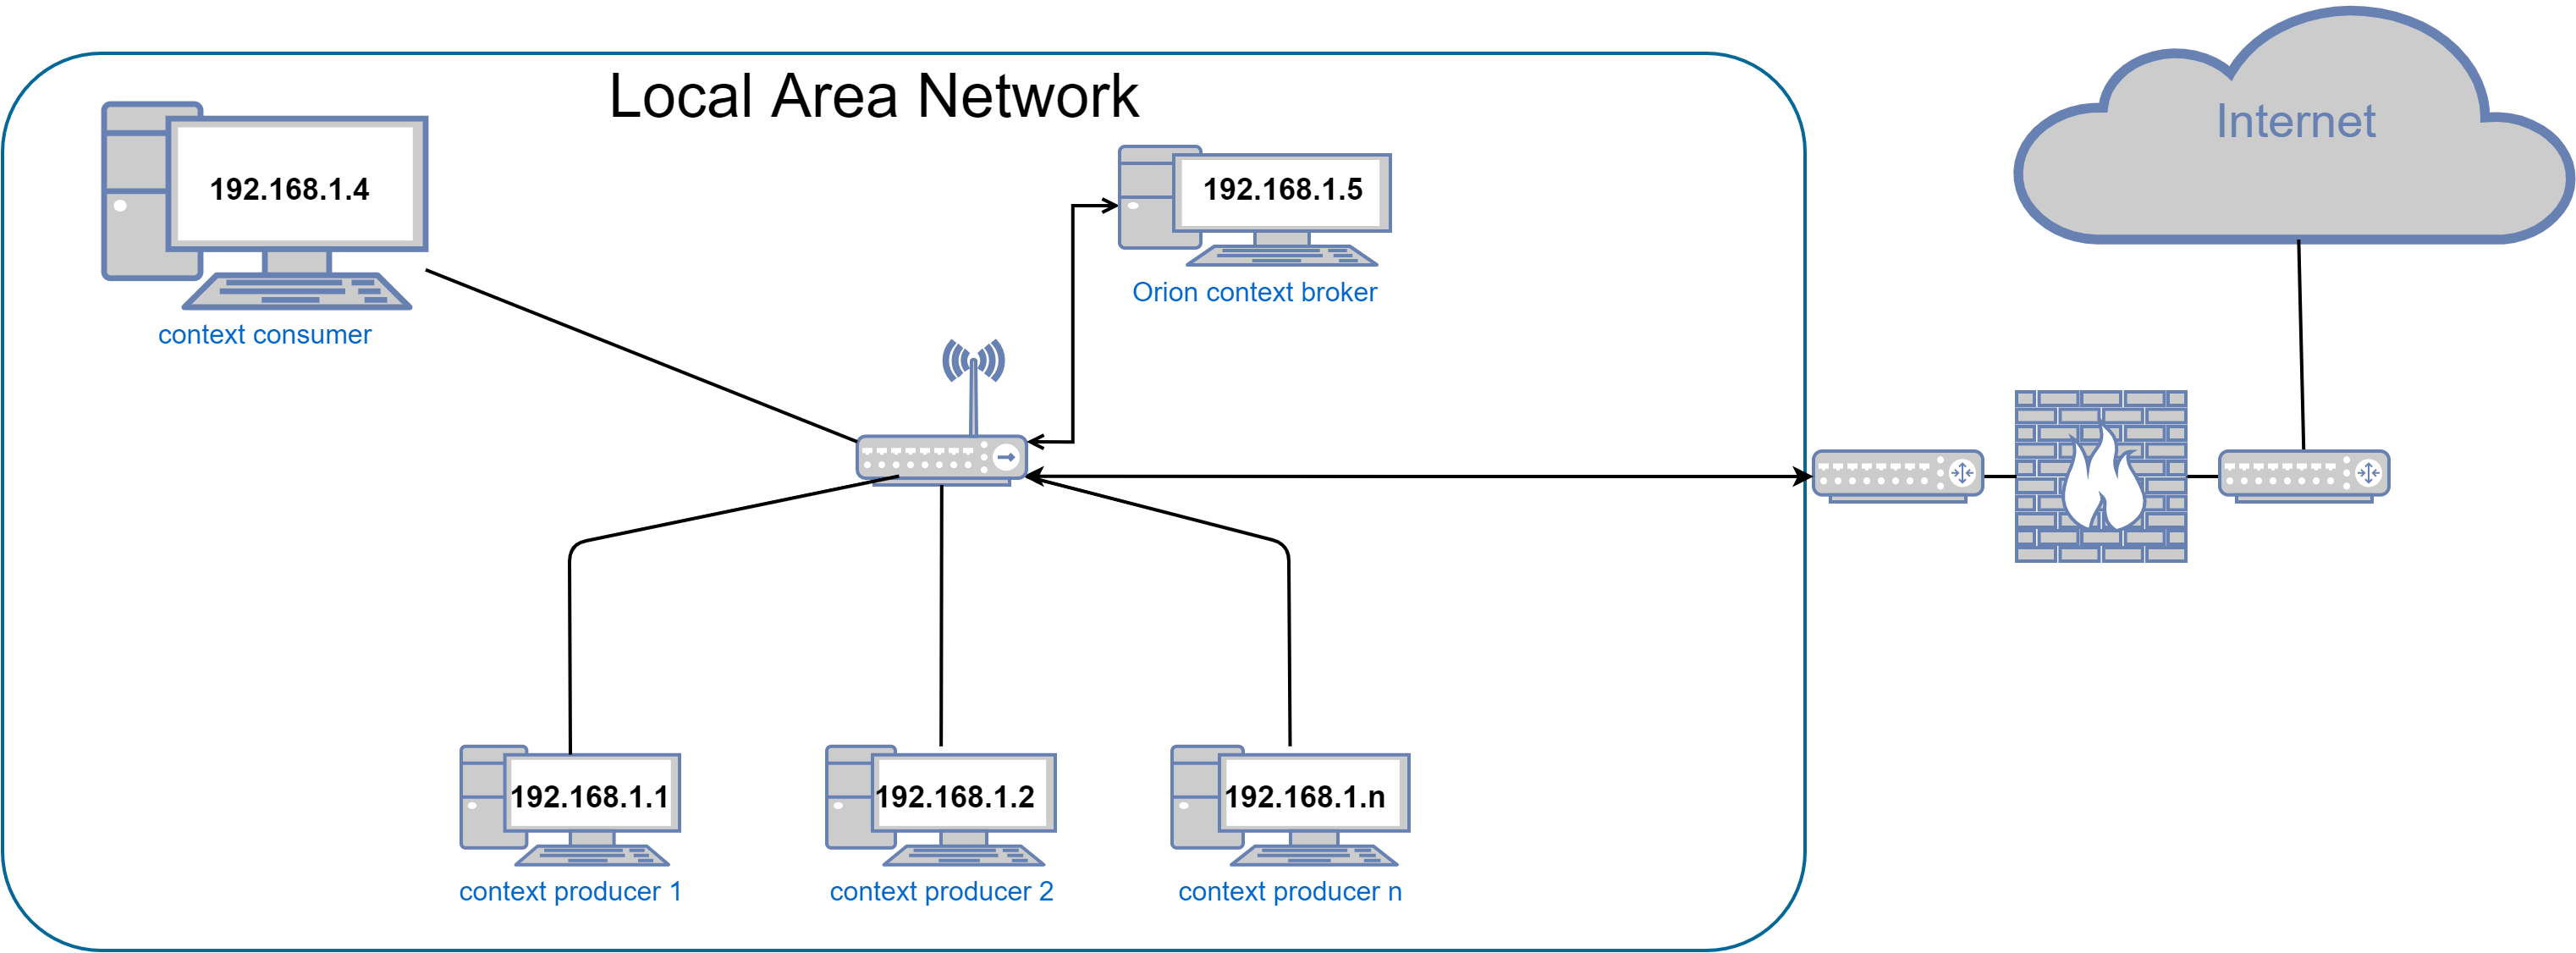 Local Area Network
Internet
192.168.1.4
192.168.1.5
Orion context broker
context consumer
192.168.1.1
192.168.1.2
192.168.1.n
context producer 1
context producer 2
context producer n